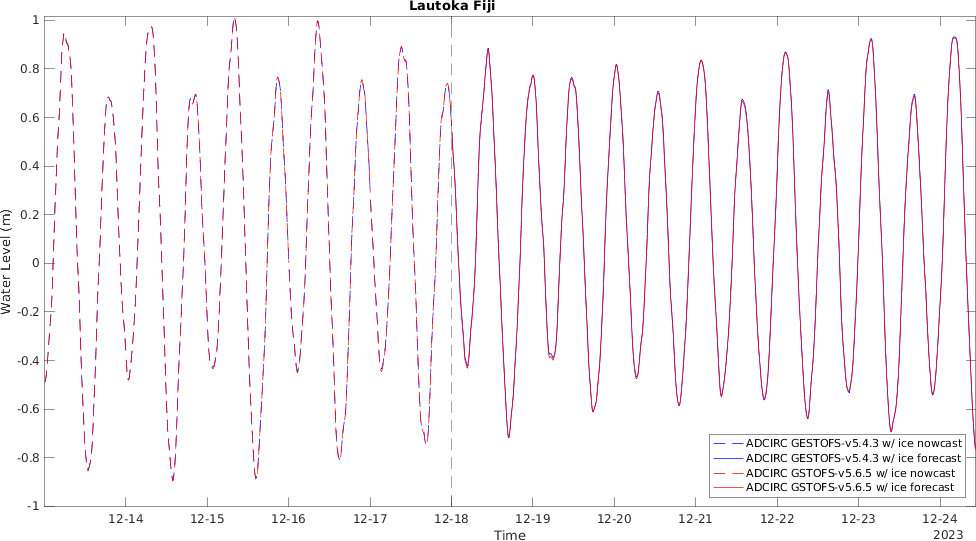 Lautoka Fiji
1
0.8
0.6
0.4
0.2
0
-0.2
-0.4
-0.6
-0.8
-1
Water Level (m)
12-14 12-15 12-16 12-17 12-18 12-19 12-20 12-21 12-22 12-23 12-24
Time
2023
ADCIRC GESTOFS-v5.4.3 w/ ice nowcast
ADCIRC GESTOFS-v5.4.3 w/ ice forecast
ADCIRC GSTOFS-v5.6.5 w/ ice nowcast
ADCIRC GSTOFS-v5.6.5 w/ ice forecast